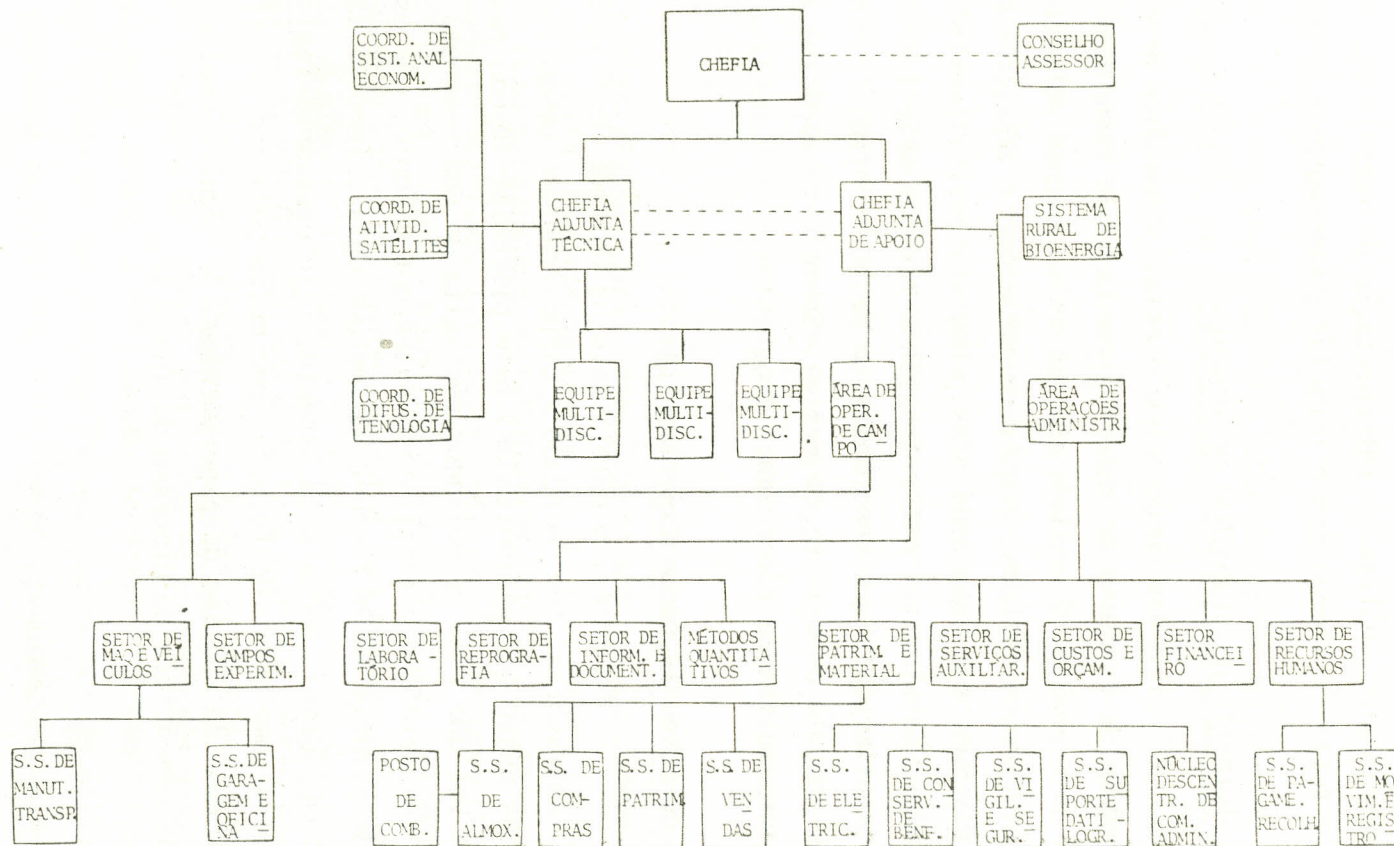 COORD. DE
SIST. ANAL
ECONOM.
CHEFIA
CONSELHO
ASSESSOR
COORD. DE
ATIVID.
SATÉLITES
CHEFIA
ADJUNTA
TÉCNICA
CHEFIA
ADJUNTA
DE APOIO
SISTEMA
RURAL DE
BIOENERGIA
COORD. DE
DIFUS. DE
TENOLOGIA
EQUIPE
MULTI-
DISC.
EQUIPE
MULTI-
DISC.
EQUIPE
MULTI-
DISC.
ÁREA DE
OPER.
DE CAM
PO
ÁREA DE
OPERAÇÕES
ADMINISTR.
SETOR DE
MAQ E VEÍ
CULOS
SETOR DE
CAMPOS
EXPERIM.
SETOR DE
LABORA -
TÓRIO
SETOR DE
REPROGRA-
FIA
SETOR DE
INFORM. E
DOCUMENT.
MÉTODOS
QUANTITA
TIVOS
SETOR DE
PATRIM. E
MATERIAL
SETOR DE
SERVIÇOS
AUXILIAR.
SETOR DE
CUSTOS E
ORÇAM.
SETOR
FINANCEI
RO
SETOR DE
RECURSOS
HUMANOS
S.S. DE
MANUT.
TRANSP.
S.S. DE
GARA-
GEM E
OFICI
NA
POSTO
DE
COMB.
S.S.
DE
ALMOX.
S.S. DE
COM-
PRAS
S.S. DE
PATRIM
S.S. DE
VEN
DAS
S.S.
DE ELE
TRIC.
S.S.
DE CON
SERV.
DE
BENF.
S.S.
DE VI
GIL.
E SE
GUR.
S.S.
DE SU
PORTE
DATI -
LOGR.
NÚCLEO
DESCEN
TR. DE
COM.
ADMIN.
S.S.
DE PA-
GAME.
RECOLH.
S.S.
DE MO
VIM. E
REGIS
TRO